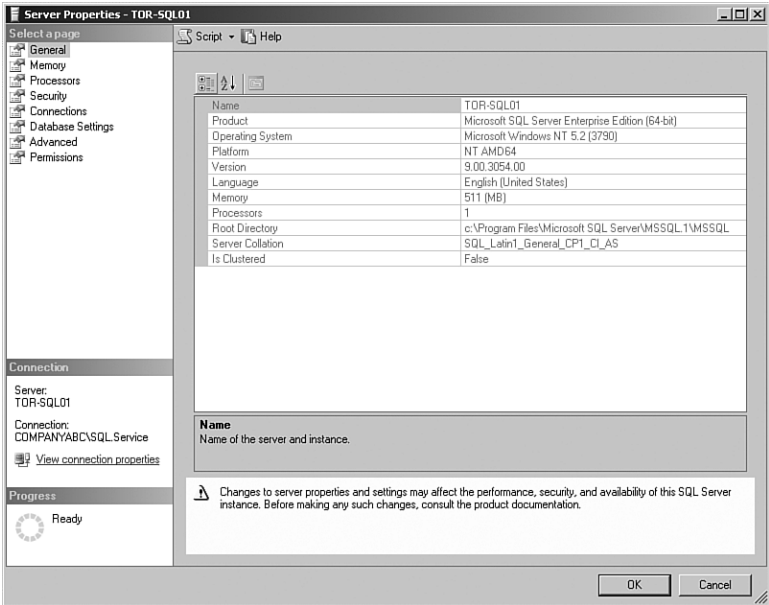 Server Properties - TOR-SQL01
Select a page
General
Memory
Processors
Security
Connections
Database Settings
Advanced
Permissions
Script
Help
Name TOR-SQL01
Product Microsoft SQL Server Enterprise Edition (64-bit)
Operating System Microsoft Windows NT 5.2 (3790)
Platform NT AMD64
Version 9.00.3054.00
Language English (United States)
Memory 511 (MB)
Processors 1
Root Directory c:\Program Files\Microsoft SQL Server\MSSQL.1\MSSQL
Server Collation SQL_Latin1_General_CP1_CI_AS
Is Clustered False
Connection
Server:
TOR-SQL01
Connection:
COMPANYABC\SQL.Service
View connection properties
Progress
Ready
Name
Name of the server and instance.
Changes to server properties and settings may affect the performance, security, and availability of this SQL Server
instance. Before making any such changes, consult the product documentation.
OK
Cancel